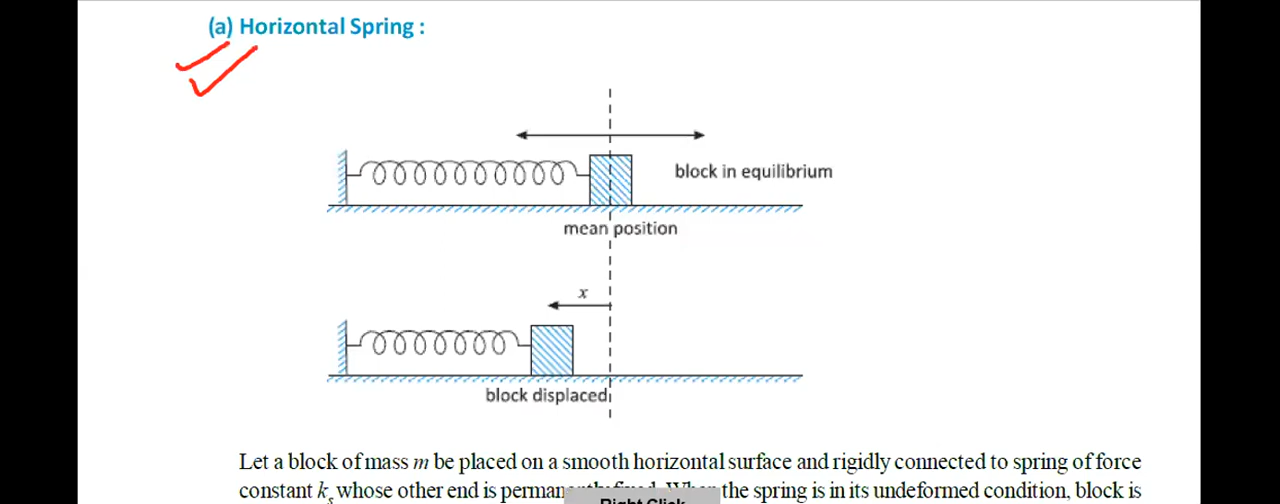 (a) Horizontal Spring :
block in equilibrium
mean position
x
block displaced
Let a block of mass m be placed on a smooth horizontal surface and rigidly connected to spring of force
constant k, whose other end is the spring is in its undeformed condition, block is
Right Click